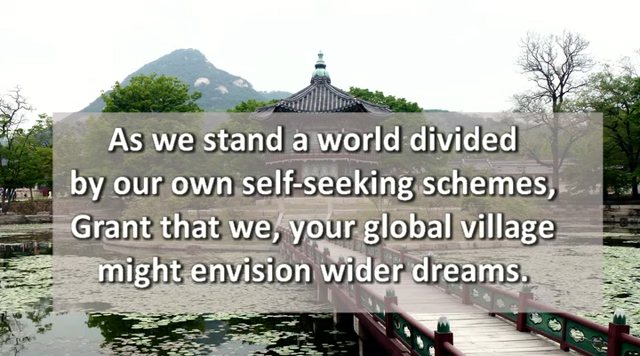 As we stand a world divided
by our own self-seeking schemes,
Grant that we, your global village
might envision wider dreams.